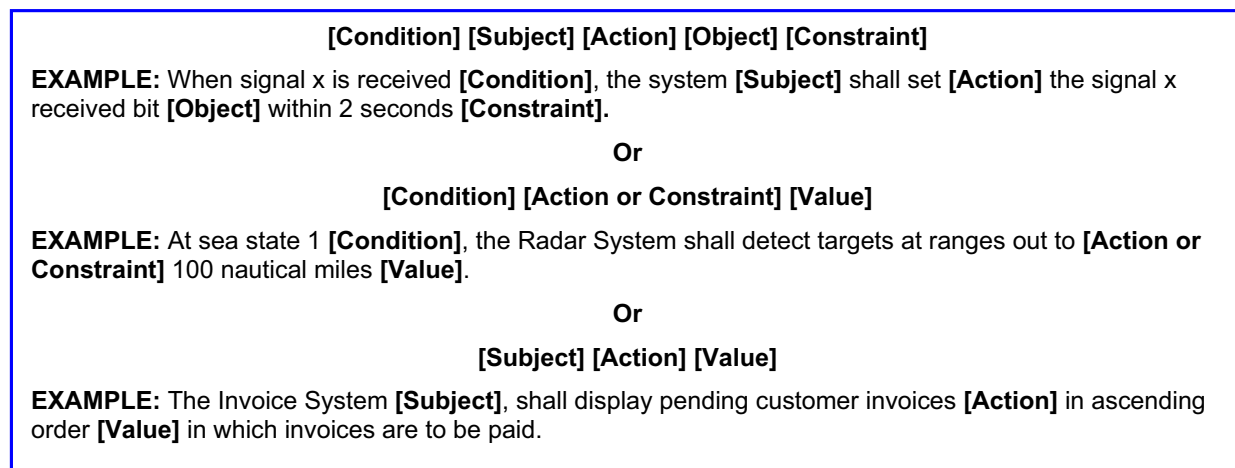 [Condition] [Subject] [Action] [Object] [Constraint]
EXAMPLE: When signal x is received [Condition], the system [Subject] shall set [Action] the signal x
received bit [Object] within 2 seconds [Constraint].
Or
[Condition] [Action or Constraint] [Value]
EXAMPLE: At sea state 1 [Condition], the Radar System shall detect targets at ranges out to [Action or
Constraint] 100 nautical miles [Value].
Or
[Subject] [Action] [Value]
EXAMPLE: The Invoice System [Subject], shall display pending customer invoices [Action] in ascending
order [Value] in which invoices are to be paid.